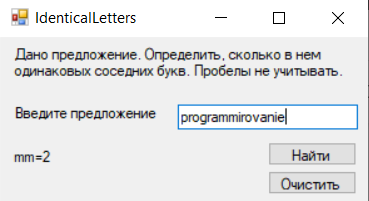 IdenticalLetters
Дано предложение. Определить, сколько в нем
одинаковых соседних букв. Пробелы не учитывать.
Введите предложение
programmirovanie
mm=2
Найти
Очистить